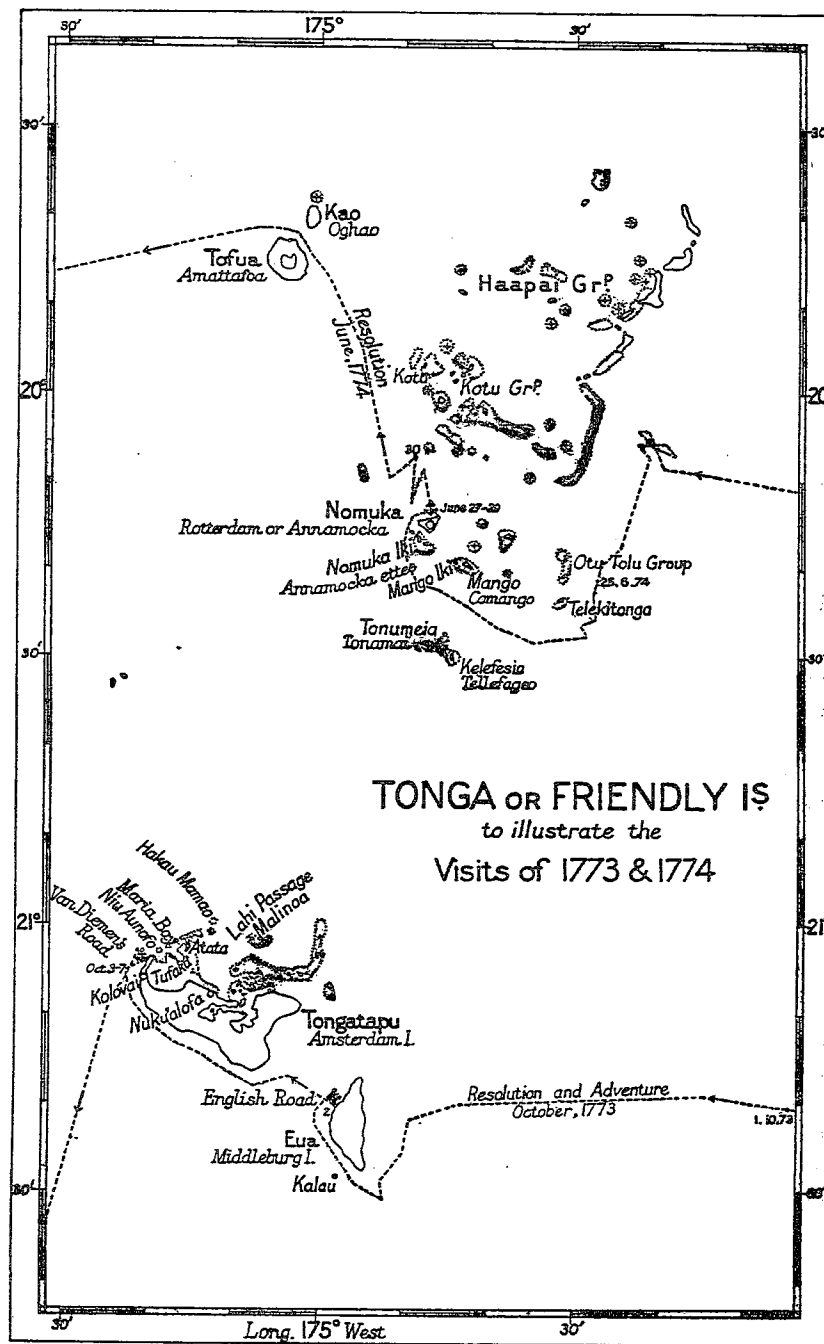 30'
175°
30'
30'
30'
Kao
Oghao
Tofua
Amattafoa
Haapai Grp.
Resolution
June, 1774
Kotu
Kotu Grp.
20°
20
30
June 27-29
Nomuka
Rotterdam or Annamocka
Nomuka Iki
Annamocka ettee
Mango Iki
Mango
Comango
Otu Tolu Group
25.6.74
Telekitonga
Tonumeia
Tonamai
Kelefesia
Tellefageo
30'
30'
TONGA OR FRIENDLY IS.
to illustrate the
Visits of 1773 & 1774
Hakau Mamao
Lahi Passage
Malinoa
Maria Bay
Niu Aunofo
Van Diemen's
Road
Atata
21°
21
Oct. 3-7
Kolovai
Tufaka
Nuku'alofa
Tongatapu
Amsterdam I.
English Road
2
Resolution and Adventure
October, 1773
1.10.73
Eua
Middleburg I.
Kalau
30'
30'
30'
Long. 175° West
30'